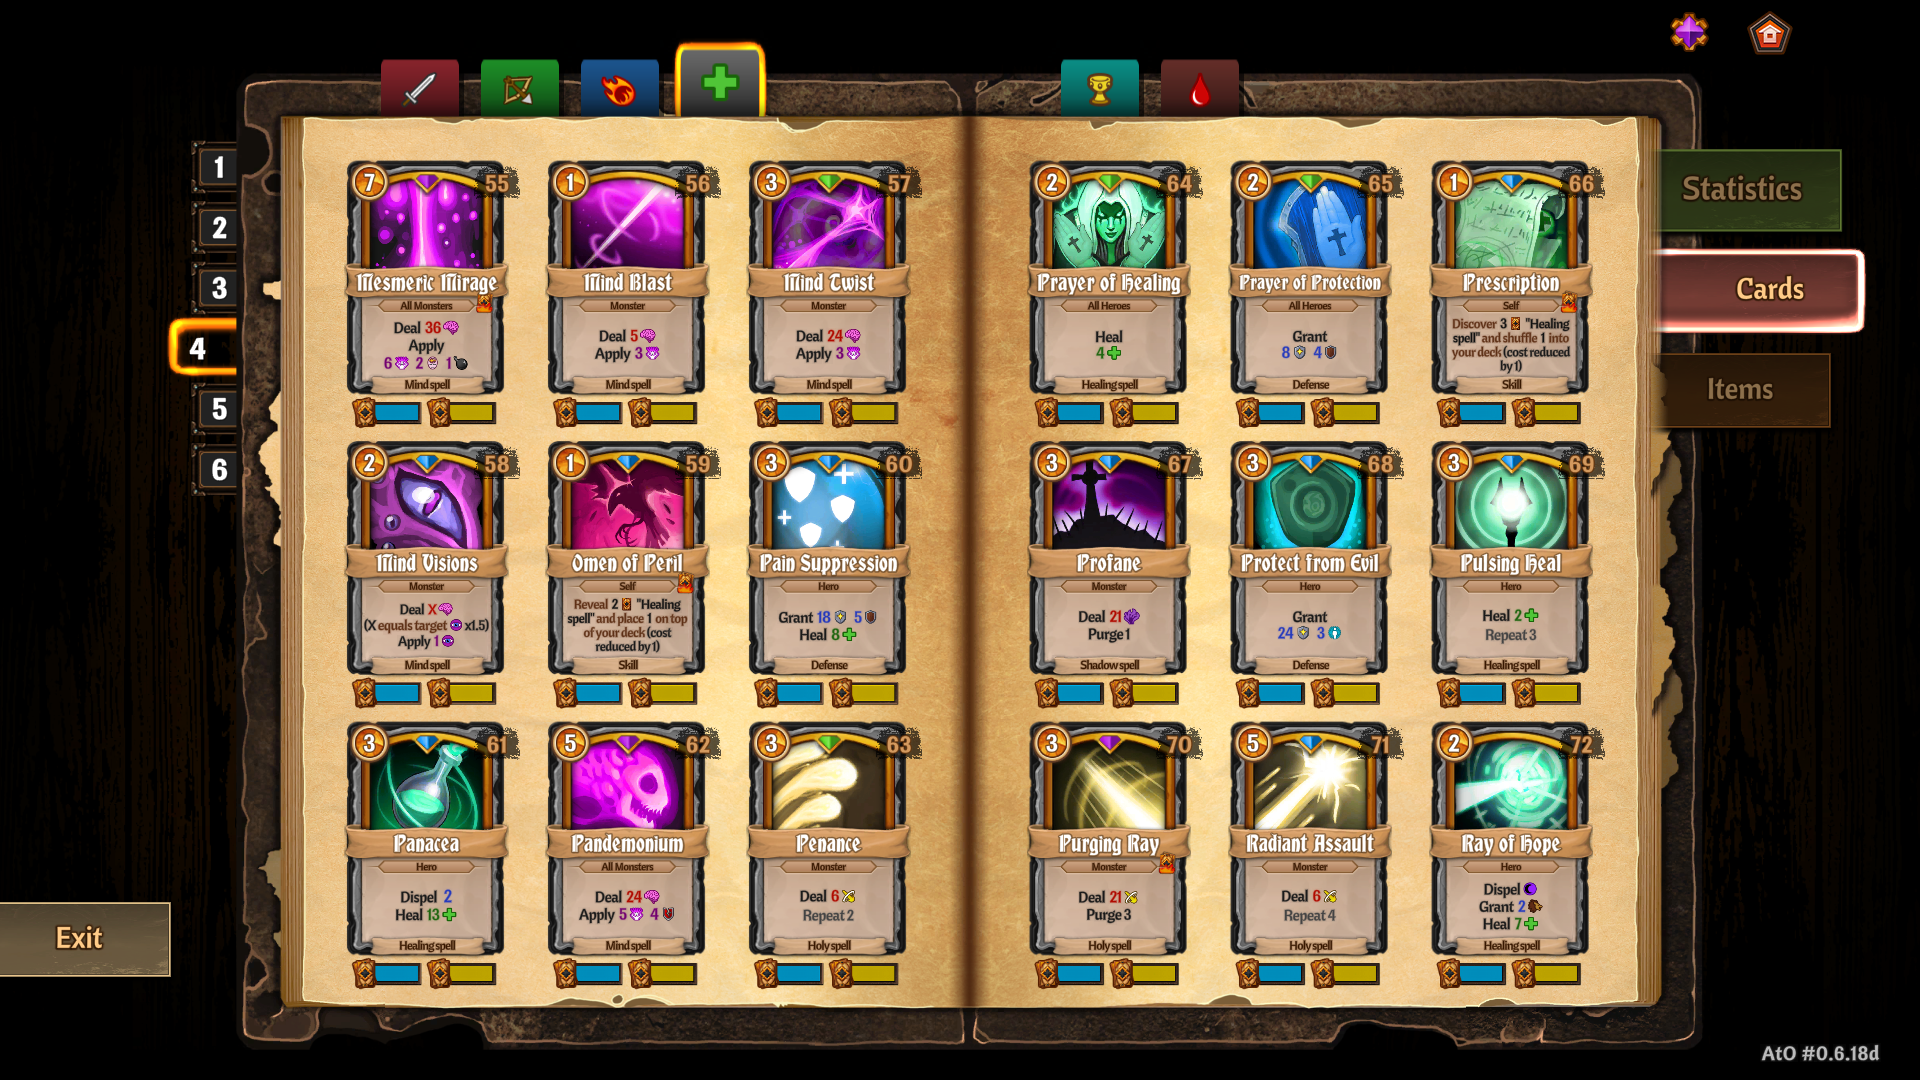 1
2
3
4
5
6
7
55
Mesmeric Mirage
All Monsters
Deal 36
Apply
6 2 1
Mind spell
1
56
Mind Blast
Monster
Deal 5
Apply 3
Mind spell
3
57
Mind Twist
Monster
Deal 24
Apply 3
Mind spell
2
58
Mind Visions
Monster
Deal X
(X equals target x1.5)
Apply 1
Mind spell
1
59
Omen of Peril
Self
Reveal 2 "Healing
spell" and place 1 on top
of your deck (cost
reduced by 1)
Skill
3
60
Pain Suppression
Hero
Grant 18 5
Heal 8
Defense
3
61
Panacea
Hero
Dispel 2
Heal 13
Healing spell
5
62
Pandemonium
All Monsters
Deal 24
Apply 5 4
Mind spell
3
63
Penance
Monster
Deal 6
Repeat 2
Holy spell
2
64
Prayer of Healing
All Heroes
Heal
4
Healing spell
2
65
Prayer of Protection
All Heroes
Grant
8 4
Defense
1
66
Prescription
Self
Discover 3 "Healing
spell" and shuffle 1 into
your deck (cost reduced
by 1)
Skill
3
67
Profane
Monster
Deal 21
Purge 1
Shadow spell
3
68
Protect from Evil
Hero
Grant
24 3
Defense
3
69
Pulsing Heal
Hero
Heal 2
Repeat 3
Healing spell
3
70
Purging Ray
Monster
Deal 21
Purge 3
Holy spell
5
71
Radiant Assault
Monster
Deal 6
Repeat 4
Holy spell
2
72
Ray of Hope
Hero
Dispel
Grant 2
Heal 7
Healing spell
Statistics
Cards
Items
Exit
AtO #0.6.18d